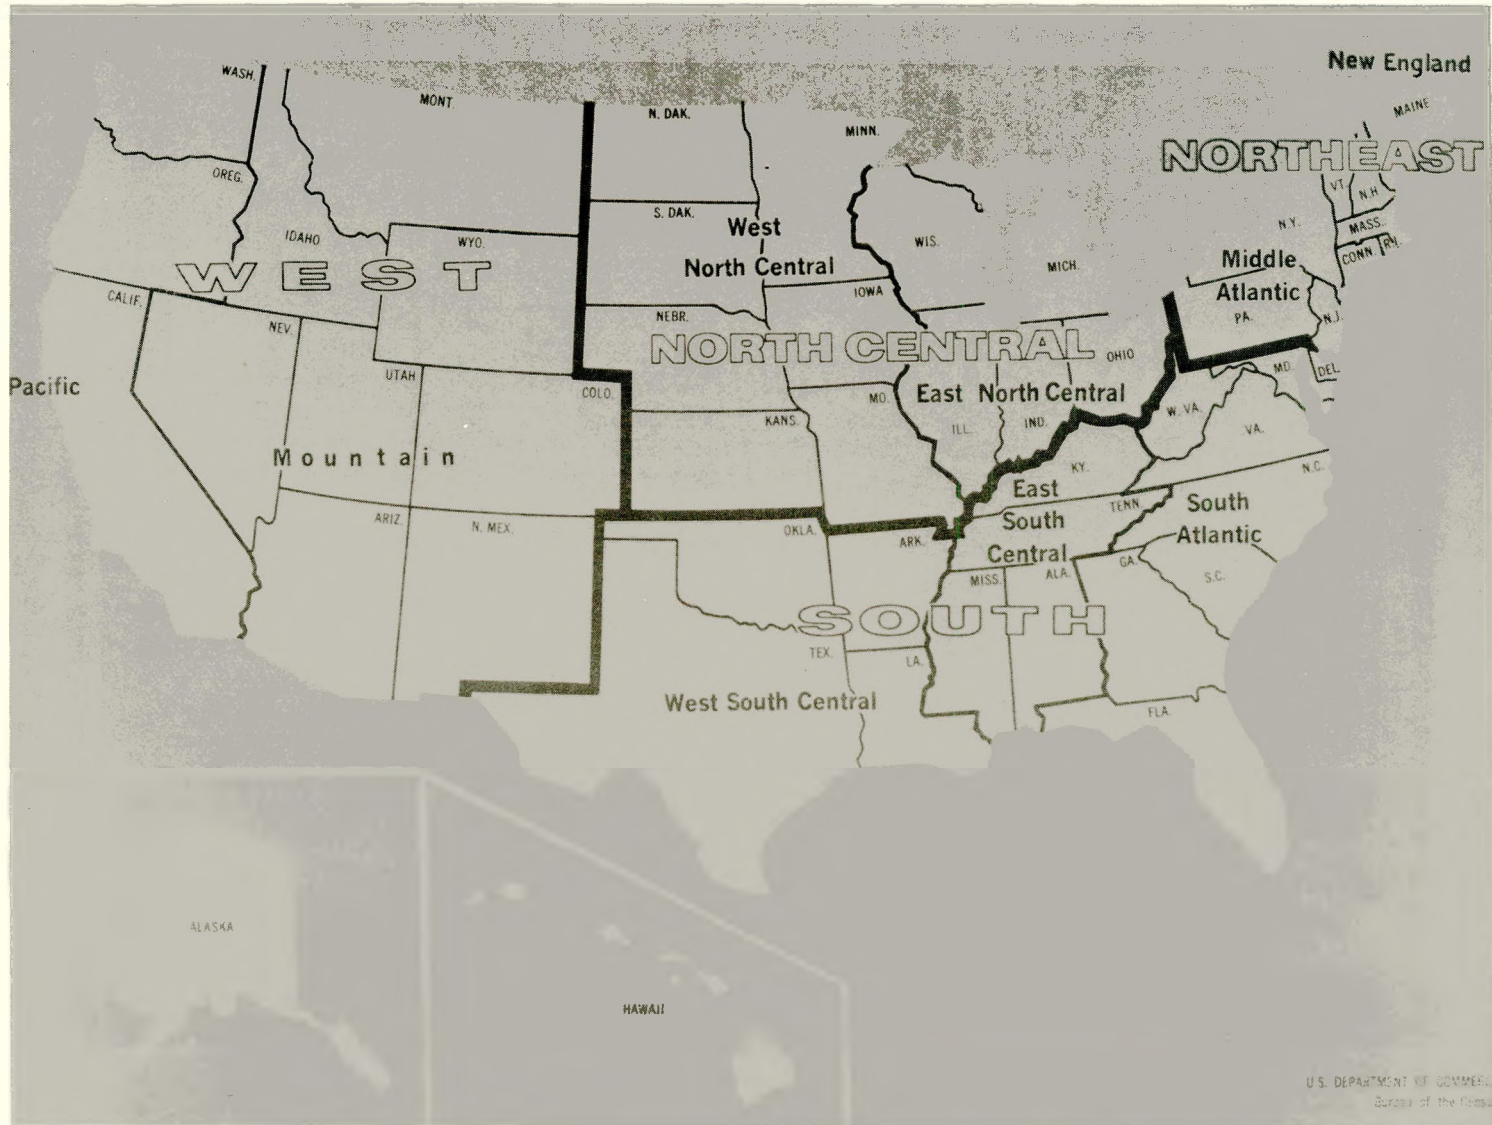 New England
WASH.
MONT.
N. DAK.
MINN.
MAINE
NORTHEAST
OREG.
VT.
N.H.
S. DAK.
West
North Central
IDAHO
WYO.
WIS.
MICH.
N.Y.
MASS.
CONN.
R.I.
WEST
Middle
Atlantic
CALIF.
NEV.
IOWA
NEBR.
PA.
N.J.
NORTH CENTRAL
OHIO
Pacific
UTAH
COLO.
MO.
East North Central
MD.
DEL.
KANS.
ILL.
IND.
W. VA.
VA.
Mountain
KY.
N.C.
East
South
Central
TENN.
South
Atlantic
ARIZ.
N. MEX.
OKLA.
ARK.
MISS.
ALA.
GA.
S.C.
SOUTH
TEX.
LA.
West South Central
FLA.
ALASKA
HAWAII
U.S. DEPARTMENT OF
Bureau of the